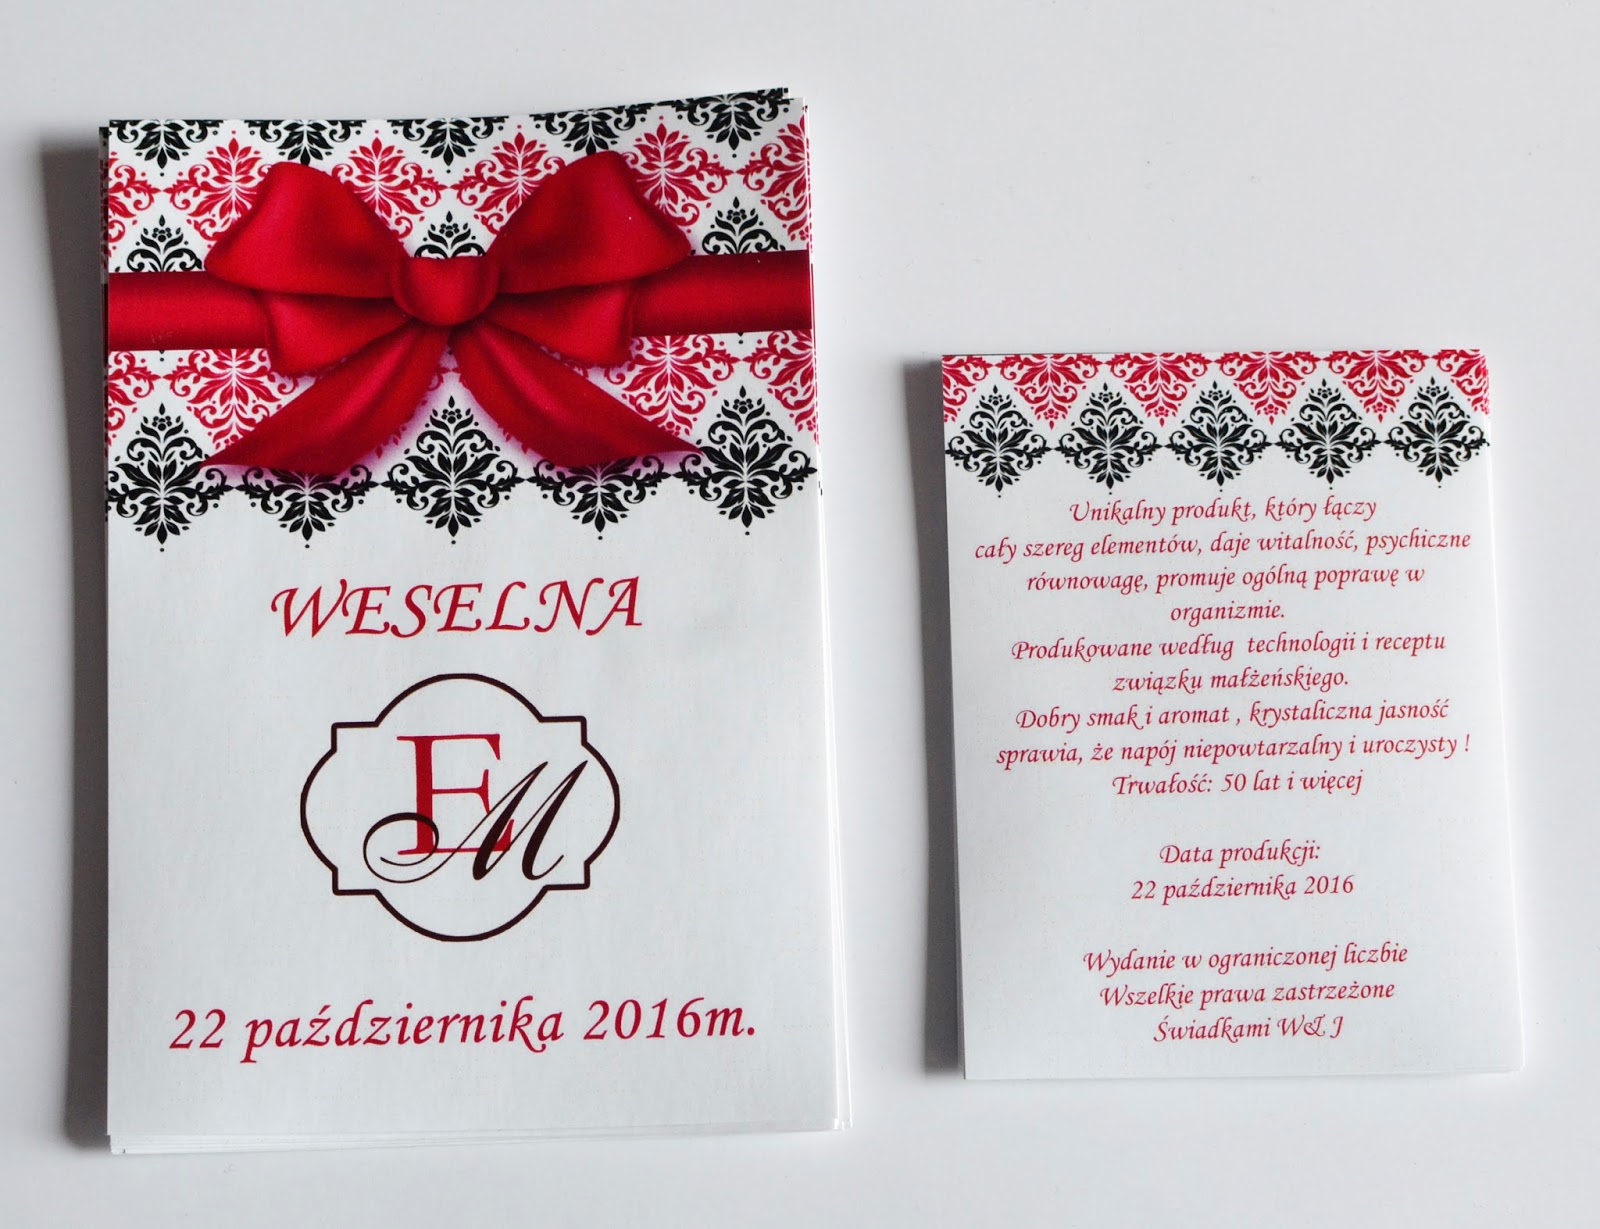 WESELNA
EM
22 października 2016m.
Unikalny produkt, który łączy
cały szereg elementów, daje witalność, psychiczne
równowagę, promuje ogólną poprawę w
organizmie.
Produkowane według technologii i receptu
związku małżeńskiego.
Dobry smak i aromat , krystaliczna jasność
sprawia, że napój niepowtarzalny i uroczysty !
Trwałość: 50 lat i więcej
Data produkcji:
22 października 2016
Wydanie w ograniczonej liczbie
Wszelkie prawa zastrzeżone
Świadkami W& J